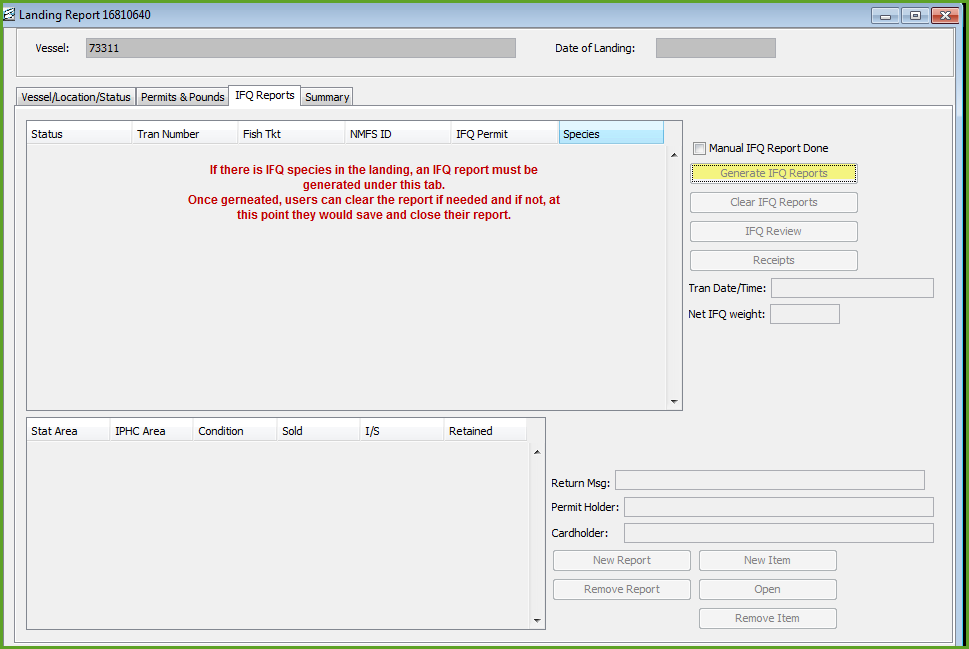 Landing Report 16810640
Vessel: 73311 Date of Landing:
Vessel/Location/Status Permits & Pounds IFQ Reports Summary
Status Tran Number Fish Tkt NMFS ID IFQ Permit Species
If there is IFQ species in the landing, an IFQ report must be
generated under this tab.
Once gerneated, users can clear the report if needed and if not, at
this point they would save and close their report.
Manual IFQ Report Done
Generate IFQ Reports
Clear IFQ Reports
IFQ Review
Receipts
Tran Date/Time:
Net IFQ weight:
Stat Area IPHC Area Condition Sold I/S Retained
Return Msg:
Permit Holder:
Cardholder:
New Report New Item
Remove Report Open
Remove Item